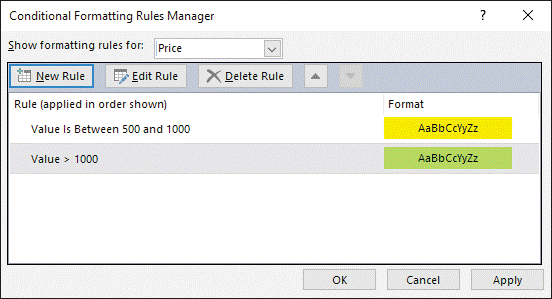 Conditional Formatting Rules Manager ? ×
Show formatting rules for: Price
New Rule Edit Rule Delete Rule
Rule (applied in order shown) Format
Value Is Between 500 and 1000 AaBbCcYyZz
Value > 1000 AaBbCcYyZz
OK Cancel Apply